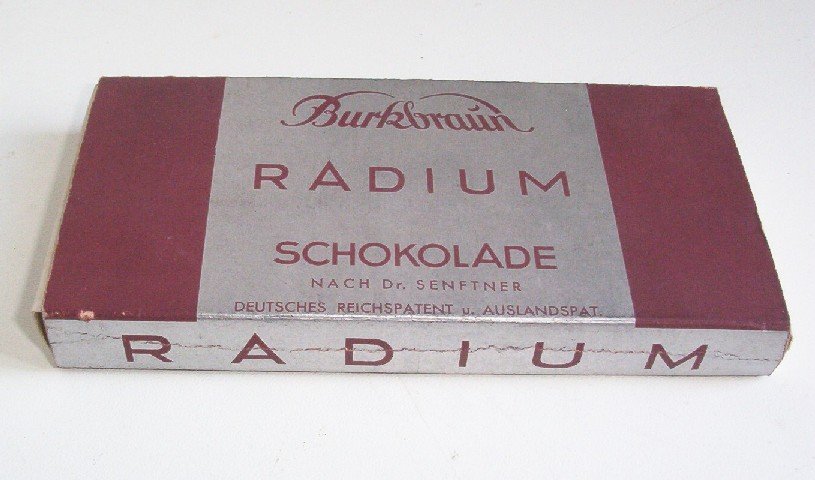 Burkbraun
RADIUM
SCHOKOLADE
NACH Dr. SENFTNER
DEUTSCHES REICHSPATENT u. AUSLANDSPAT.
RADIUM